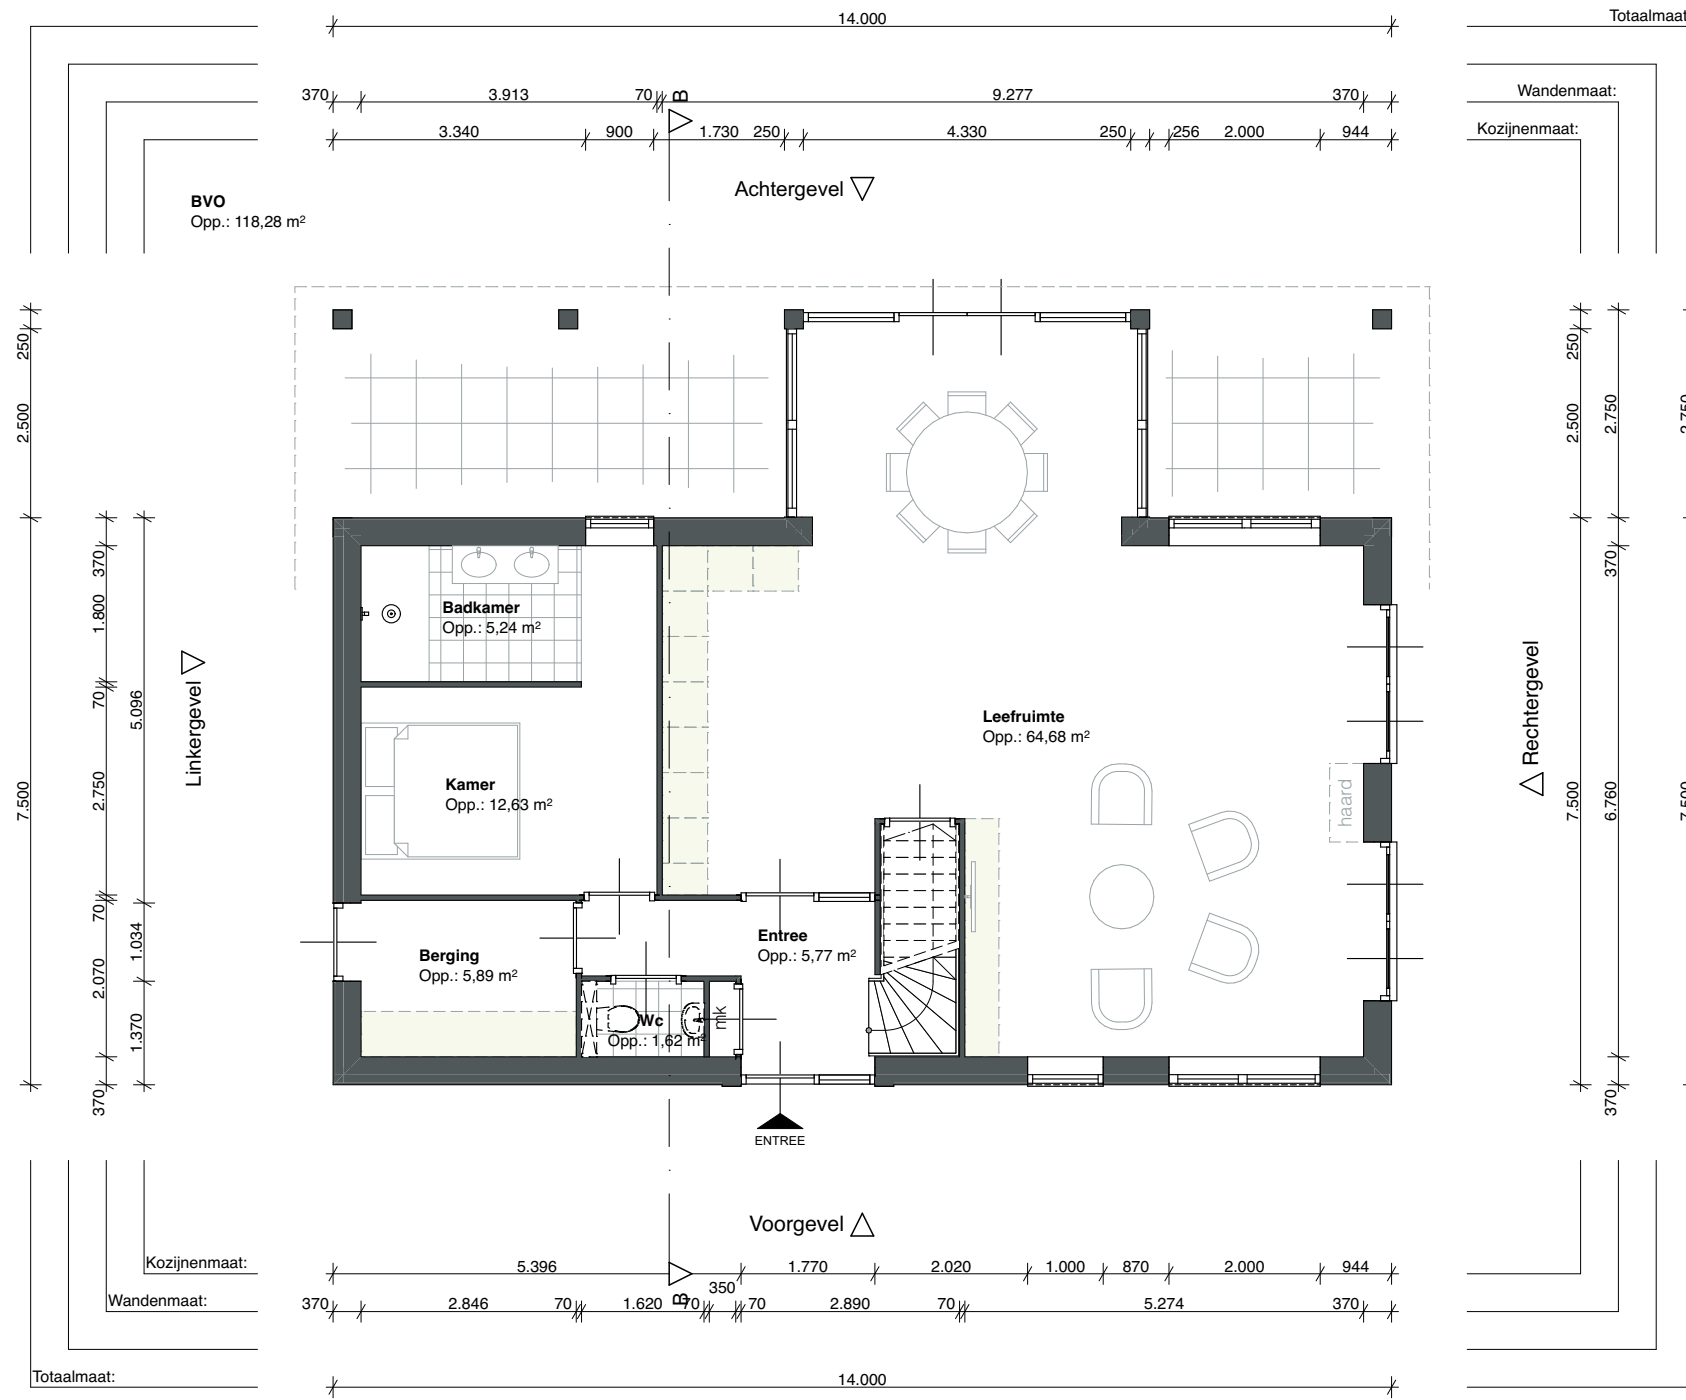 14.000
Totaalmaat
370
3.913
70
B
9.277
370
Wandenmaat:
3.340
900
1.730
250
4.330
250
256
2.000
944
Kozijnenmaat:
Achtergevel
BVO
Opp.: 118,28 m²
250
2.500
7.500
370
1.800
70
2.750
70
2.070
370
5.096
1.034
1.370
Linkergevel
Badkamer
Opp.: 5,24 m²
Kamer
Opp.: 12,63 m²
Leefruimte
Opp.: 64,68 m²
haard
Berging
Opp.: 5,89 m²
Entree
Opp.: 5,77 m²
Wc
Opp.: 1,62 m²
mk
ENTREE
Rechtergevel
250
2.500
7.500
2.750
370
6.760
370
Voorgevel
Kozijnenmaat:
5.396
1.770
2.020
1.000
870
2.000
944
Wandenmaat:
370
2.846
70
1.620
70
B
350
70
2.890
70
5.274
370
Totaalmaat:
14.000